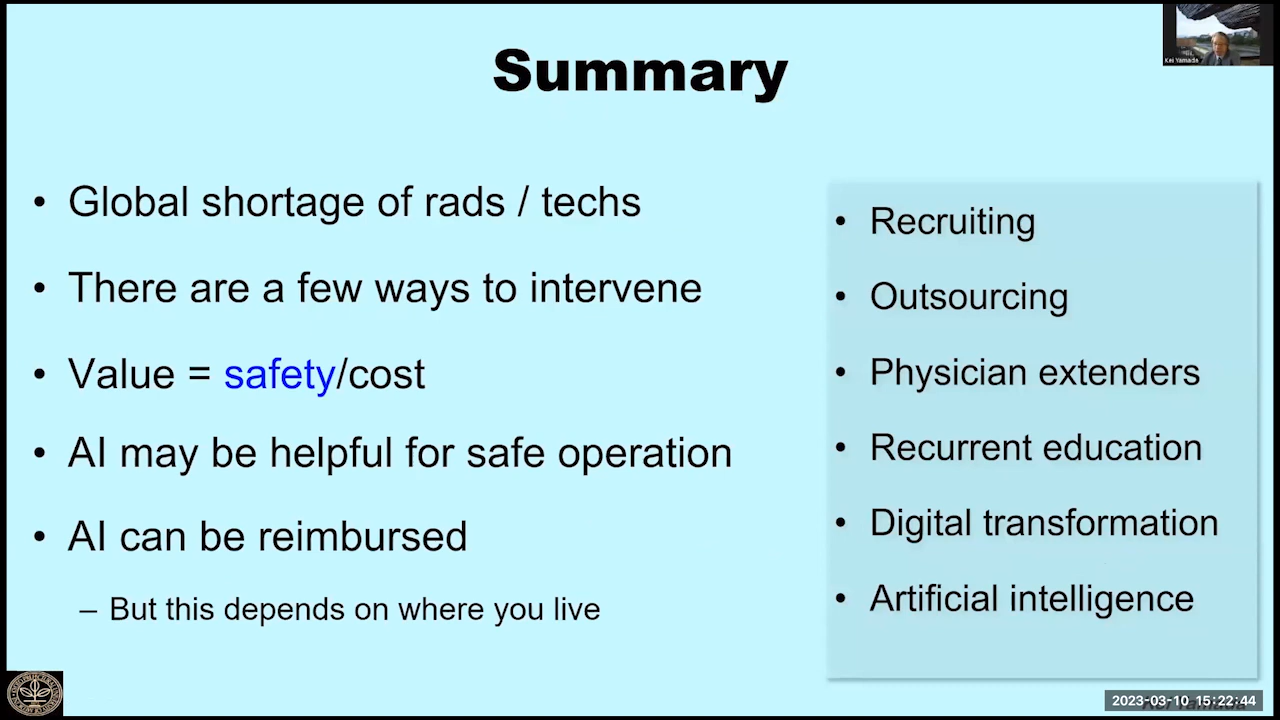 Kei Yamada
Summary
• Global shortage of rads / techs
• There are a few ways to intervene
• Value = safety/cost
• AI may be helpful for safe operation
• AI can be reimbursed
– But this depends on where you live
• Recruiting
• Outsourcing
• Physician extenders
• Recurrent education
• Digital transformation
• Artificial intelligence
2023-03-10 15:22:44